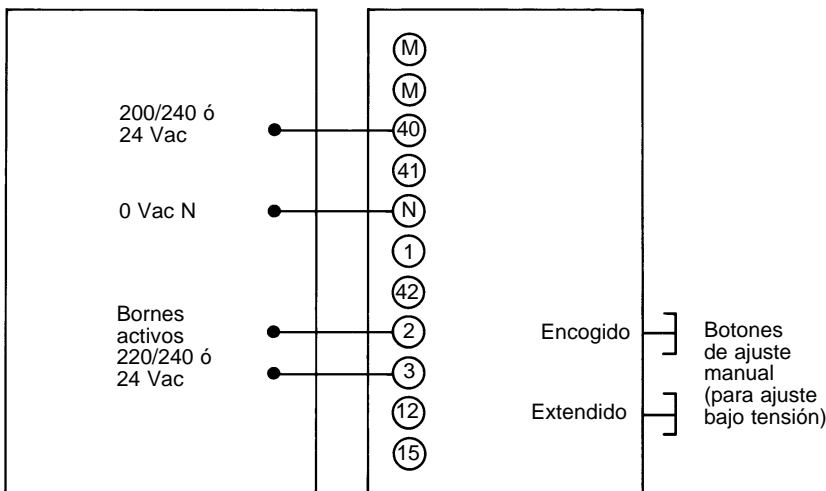 M
M
200/240 ó
24 Vac
40
41
0 Vac N
N
1
42
Bornes
activos
220/240 ó
24 Vac
2
3
12
15
Encogido
Extendido
Botones
de ajuste
manual
(para ajuste
bajo tensión)